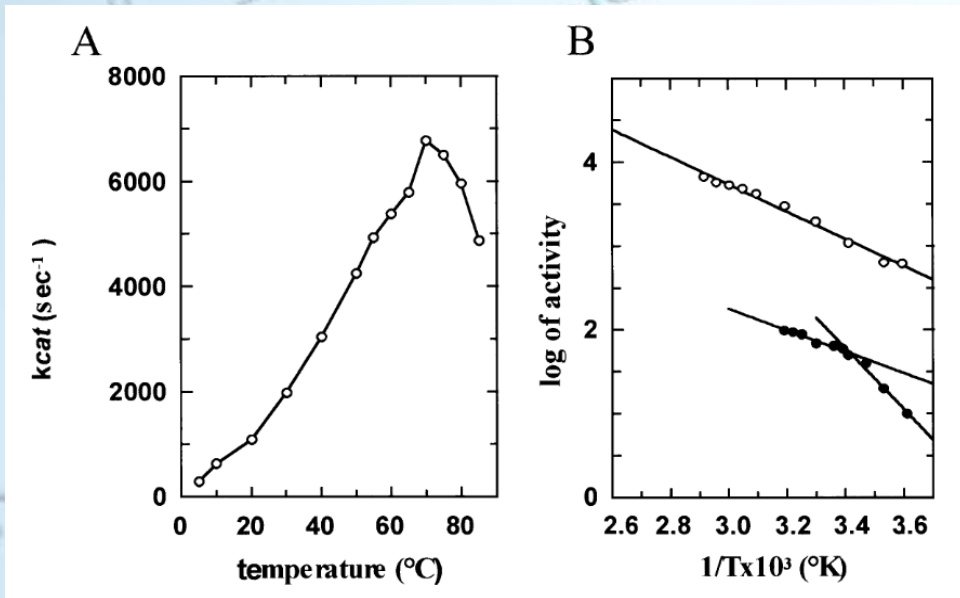 A
8000
6000
4000
2000
0
0 20 40 60 80
kcat (sec-1)
temperature (°C)
B
4
2
0
2.6 2.8 3.0 3.2 3.4 3.6
log of activity
1/Tx10³ (°K)